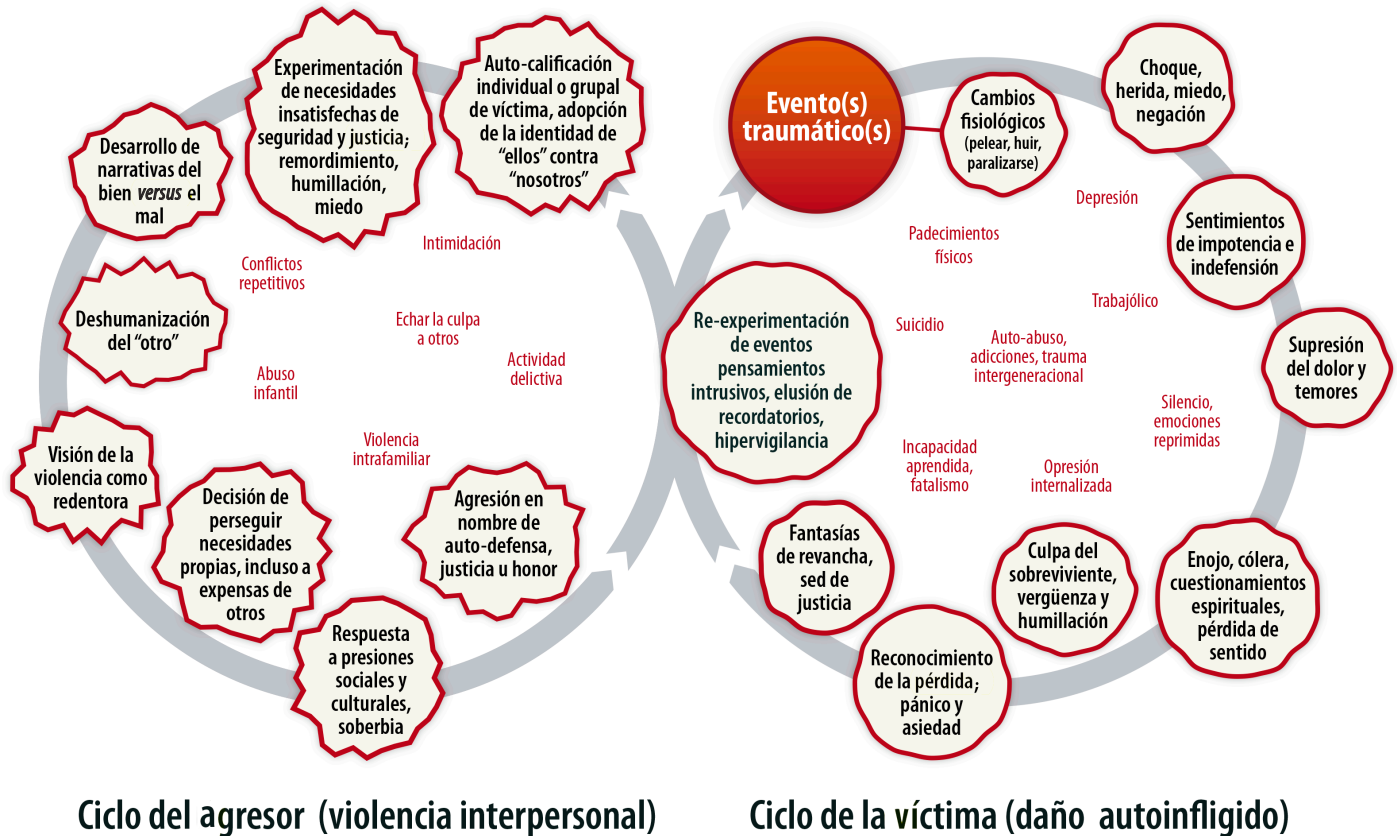 Evento(s)
traumático(s)
Cambios
fisiológicos
(pelear, huir,
paralizarse)
Choque,
herida, miedo,
negación
Sentimientos
de impotencia e
indefensión
Supresión
del dolor y
temores
Enojo, cólera,
cuestionamientos
espirituales,
pérdida de
sentido
Culpa del
sobreviviente,
vergüenza y
humillación
Reconocimiento
de la pérdida;
pánico y
asiedad
Fantasías
de revancha,
sed de
justicia
Re-experimentación
de eventos
pensamientos
intrusivos, elusión de
recordatorios,
hipervigilancia
Depresión
Padecimientos
físicos
Trabajólico
Suicidio
Auto-abuso,
adicciones, trauma
intergeneracional
Silencio,
emociones
reprimidas
Incapacidad
aprendida,
fatalismo
Opresión
internalizada
Auto-calificación
individual o grupal
de víctima, adopción
de la identidad de
“ellos” contra
“nosotros”
Experimentación
de necesidades
insatisfechas de
seguridad y justicia;
remordimiento,
humillación,
miedo
Desarrollo de
narrativas del
bien versus el
mal
Deshumanización
del “otro”
Visión de la
violencia como
redentora
Decisión de
perseguir
necesidades
propias, incluso a
expensas de
otros
Respuesta
a presiones
sociales y
culturales,
soberbia
Agresión en
nombre de
auto-defensa,
justicia u honor
Intimidación
Conflictos
repetitivos
Echar la culpa
a otros
Actividad
delictiva
Abuso
infantil
Violencia
intrafamiliar
Ciclo del agresor (violencia interpersonal)
Ciclo de la víctima (daño autoinfligido)